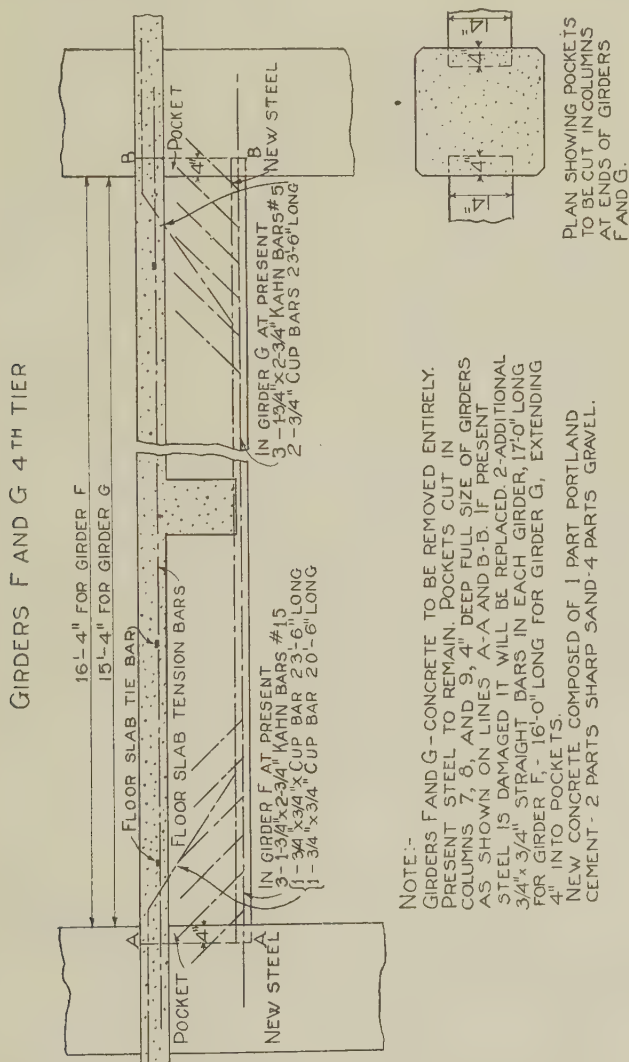 GIRDERS F AND G 4TH TIER
16'-4" FOR GIRDER F
15'-4" FOR GIRDER G
FLOOR SLAB TIE BAR
FLOOR SLAB TENSION BARS
A
B
POCKET
4"
A
NEW STEEL
POCKET
4"
B
NEW STEEL
IN GIRDER F AT PRESENT
3-1-3/4"x2-3/4" KAHN BARS #15
1-3/4"x3/4"x CUP BAR 23'-6" LONG
1-3/4"x3/4" CUP BAR 20'-6" LONG
IN GIRDER G AT PRESENT
3-1-3/4"x2-3/4" KAHN BARS #5
2-3/4" CUP BARS 23'-6" LONG
NOTE:-
GIRDERS F AND G - CONCRETE TO BE REMOVED ENTIRELY.
PRESENT STEEL TO REMAIN. POCKETS CUT IN
COLUMNS 7, 8, AND 9, 4" DEEP FULL SIZE OF GIRDERS
AS SHOWN ON LINES A-A AND B-B. IF PRESENT
STEEL IS DAMAGED IT WILL BE REPLACED. 2-ADDITIONAL
3/4"x3/4" STRAIGHT BARS IN EACH GIRDER, 17'-0" LONG
FOR GIRDER F,- 16'-0" LONG FOR GIRDER G, EXTENDING
4" INTO POCKETS.
NEW CONCRETE COMPOSED OF 1 PART PORTLAND
CEMENT- 2 PARTS SHARP SAND-4 PARTS GRAVEL.
14"
4"
4"
14"
PLAN SHOWING POCKETS
TO BE CUT IN COLUMNS
AT ENDS OF GIRDERS
F AND G.